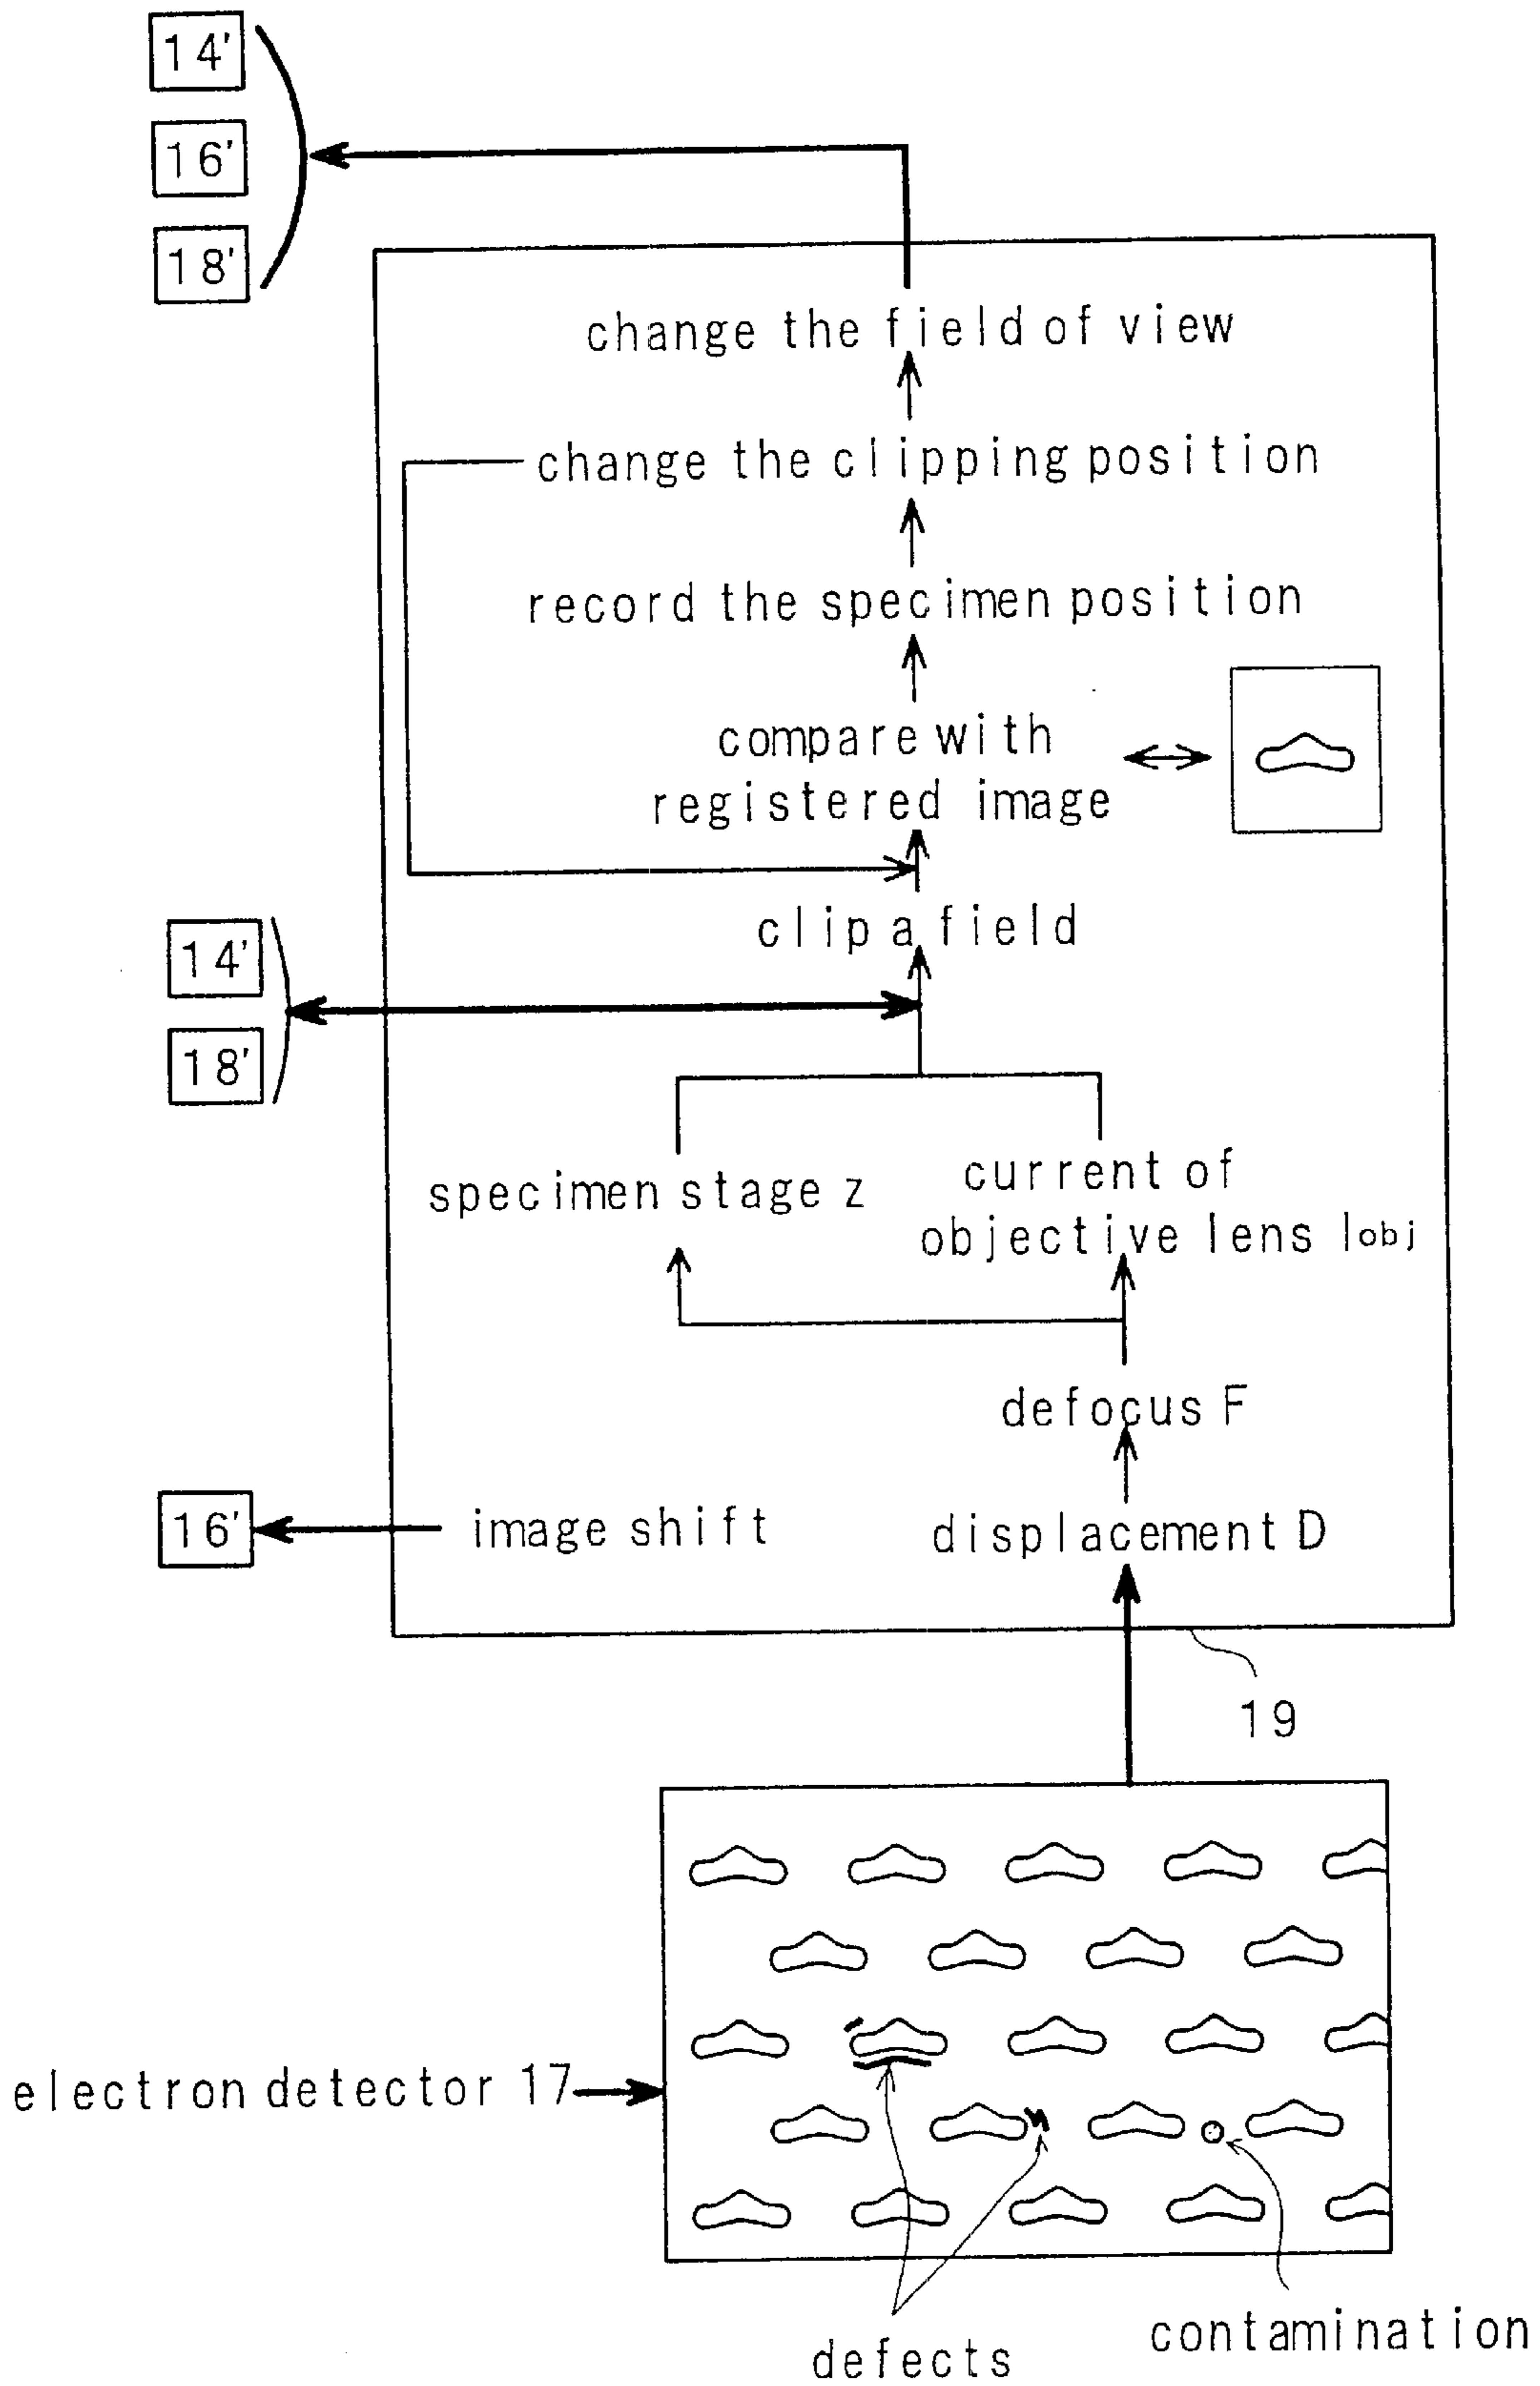 14'
16'
18'
change the field of view
change the clipping position
record the specimen position
compare with
registered image
clip a field
14'
18'
specimen stage z
current of
objective lens Iobj
defocus F
16'
image shift
displacement D
19
electron detector 17
defects
contamination